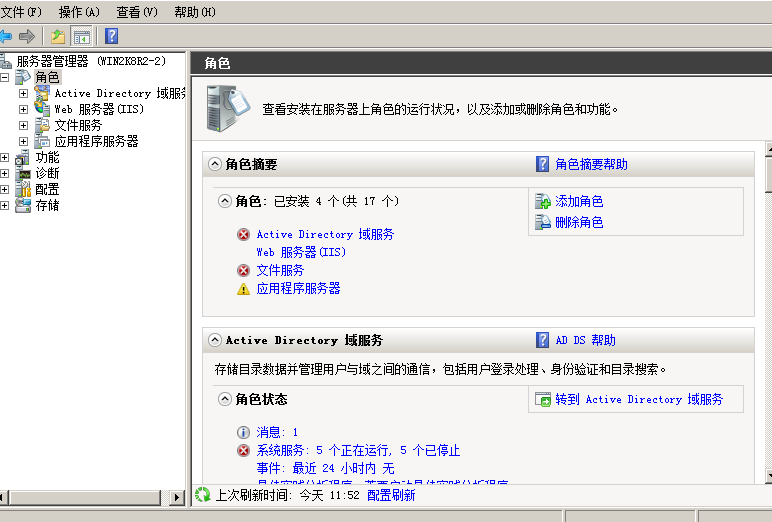 文件(F) 操作(A) 查看(V) 帮助(H)
服务器管理器 (WIN2K8R2-2)
角色
Active Directory 域服务
Web 服务器(IIS)
文件服务
应用程序服务器
功能
诊断
配置
存储
角色
查看安装在服务器上角色的运行状况，以及添加或删除角色和功能。
角色摘要
角色摘要帮助
角色: 已安装 4 个(共 17 个)
添加角色
删除角色
Active Directory 域服务
Web 服务器(IIS)
文件服务
应用程序服务器
Active Directory 域服务
AD DS 帮助
存储目录数据并管理用户与域之间的通信，包括用户登录处理、身份验证和目录搜索。
角色状态
转到 Active Directory 域服务
消息: 1
系统服务: 5 个正在运行, 5 个已停止
事件: 最近 24 小时内 无
上次刷新时间: 今天 11:52 配置刷新